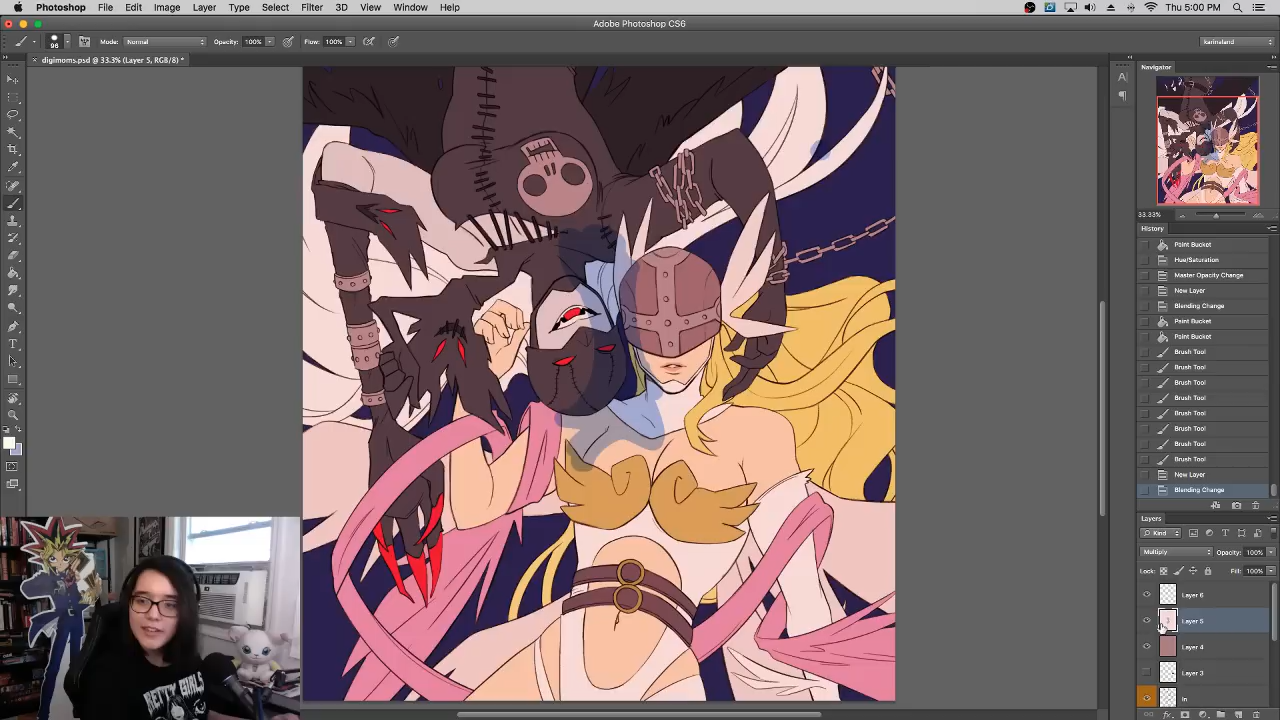 Photoshop File Edit Image Layer Type Select Filter 3D View Window Help
Thu 5:00 PM
Adobe Photoshop CS6
96 Mode: Normal Opacity: 100% Flow: 100%
karinaland
digimoms.psd @ 33.3% (Layer 5, RGB/8) *
Navigator
33.33%
History
Paint Bucket
Hue/Saturation
Master Opacity Change
New Layer
Blending Change
Paint Bucket
Paint Bucket
Brush Tool
Brush Tool
Brush Tool
Brush Tool
Brush Tool
Brush Tool
Brush Tool
Brush Tool
New Layer
Blending Change
Layers
Kind
Multiply Opacity: 100%
Lock: Fill: 100%
Layer 6
Layer 5
Layer 4
Layer 3
PRETTY